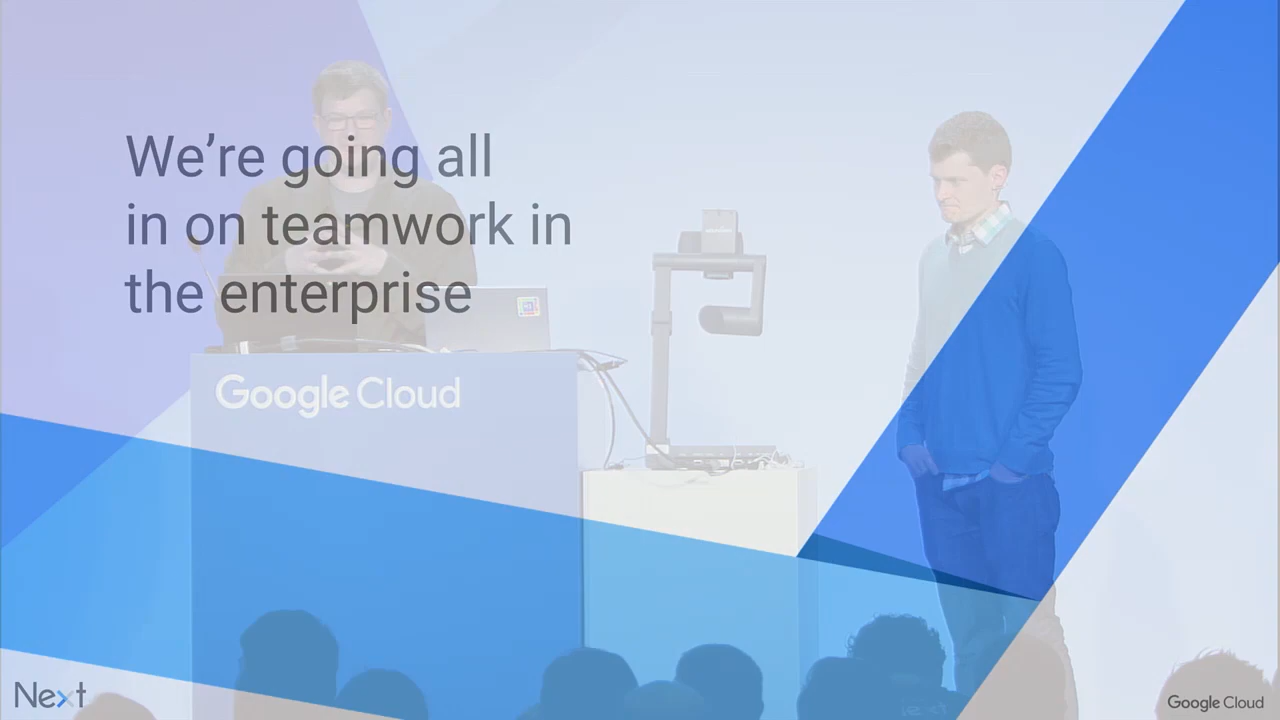 We're going all
in on teamwork in
the enterprise
Google Cloud
Next
Google Cloud